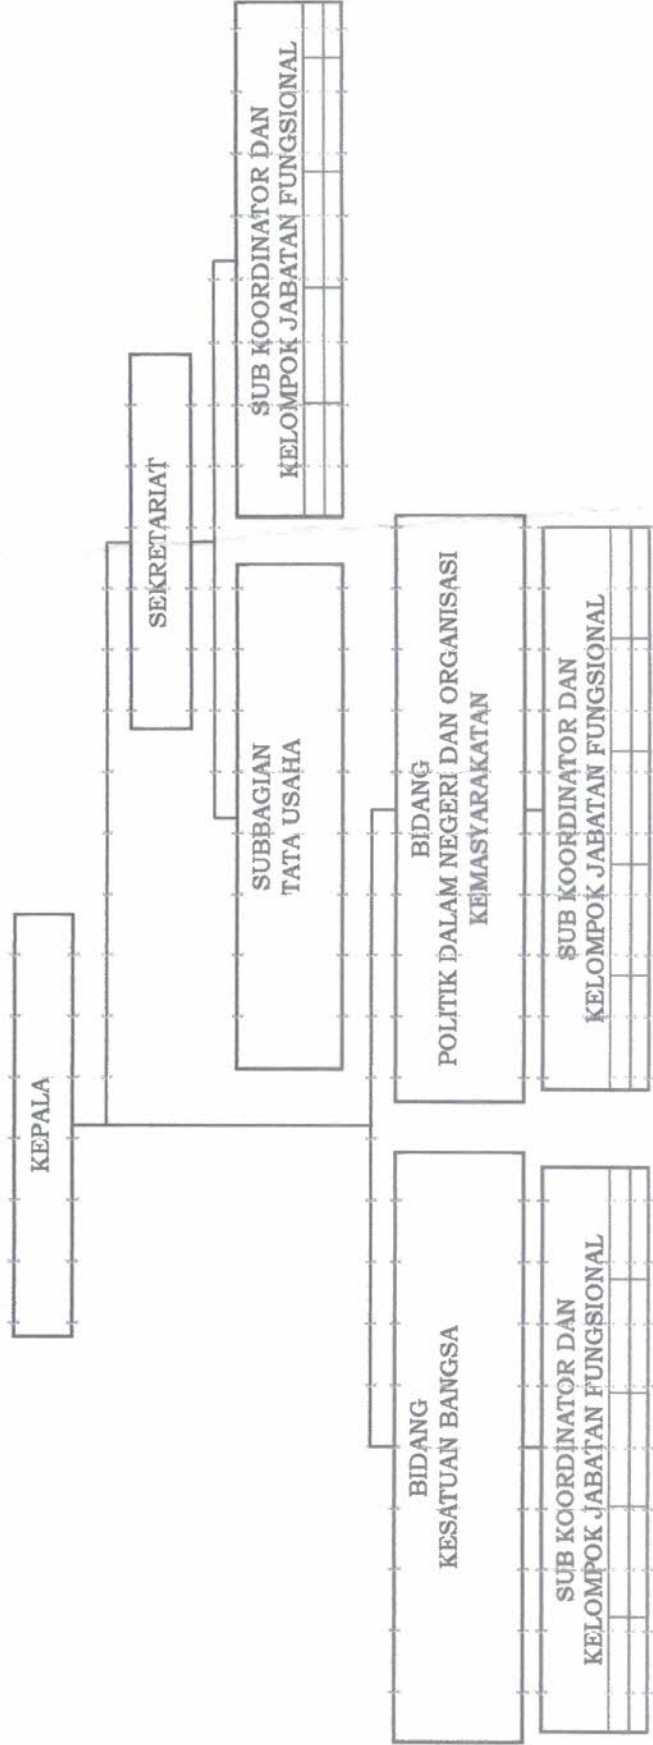 KEPALA
SEKRETARIAT
SUBBAGIAN
TATA USAHA
SUB KOORDINATOR DAN
KELOMPOK JABATAN FUNGSIONAL
BIDANG
KESATUAN BANGSA
BIDANG
POLITIK DALAM NEGERI DAN ORGANISASI
KEMASYARAKATAN
SUB KOORDINATOR DAN
KELOMPOK JABATAN FUNGSIONAL
SUB KOORDINATOR DAN
KELOMPOK JABATAN FUNGSIONAL